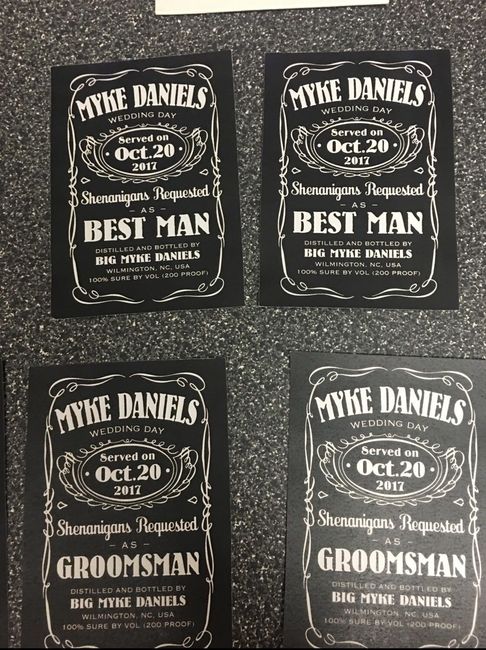 MYKE DANIELS
WEDDING DAY
Served on
Oct.20
2017
Shenanigans Requested
- AS -
BEST MAN
DISTILLED AND BOTTLED BY
BIG MYKE DANIELS
WILMINGTON, NC, USA
100% SURE BY VOL (200 PROOF)
MYKE DANIELS
WEDDING DAY
Served on
Oct.20
2017
Shenanigans Requested
- AS -
BEST MAN
DISTILLED AND BOTTLED BY
BIG MYKE DANIELS
WILMINGTON, NC, USA
100% SURE BY VOL (200 PROOF)
MYKE DANIELS
WEDDING DAY
Served on
Oct.20
2017
Shenanigans Requested
- AS -
GROOMSMAN
DISTILLED AND BOTTLED BY
BIG MYKE DANIELS
WILMINGTON, NC, USA
100% SURE BY VOL (200 PROOF)
MYKE DANIELS
WEDDING DAY
Served on
Oct.20
2017
Shenanigans Requested
- AS -
GROOMSMAN
DISTILLED AND BOTTLED BY
BIG MYKE DANIELS
WILMINGTON, NC, USA
100% SURE BY VOL (200 PROOF)